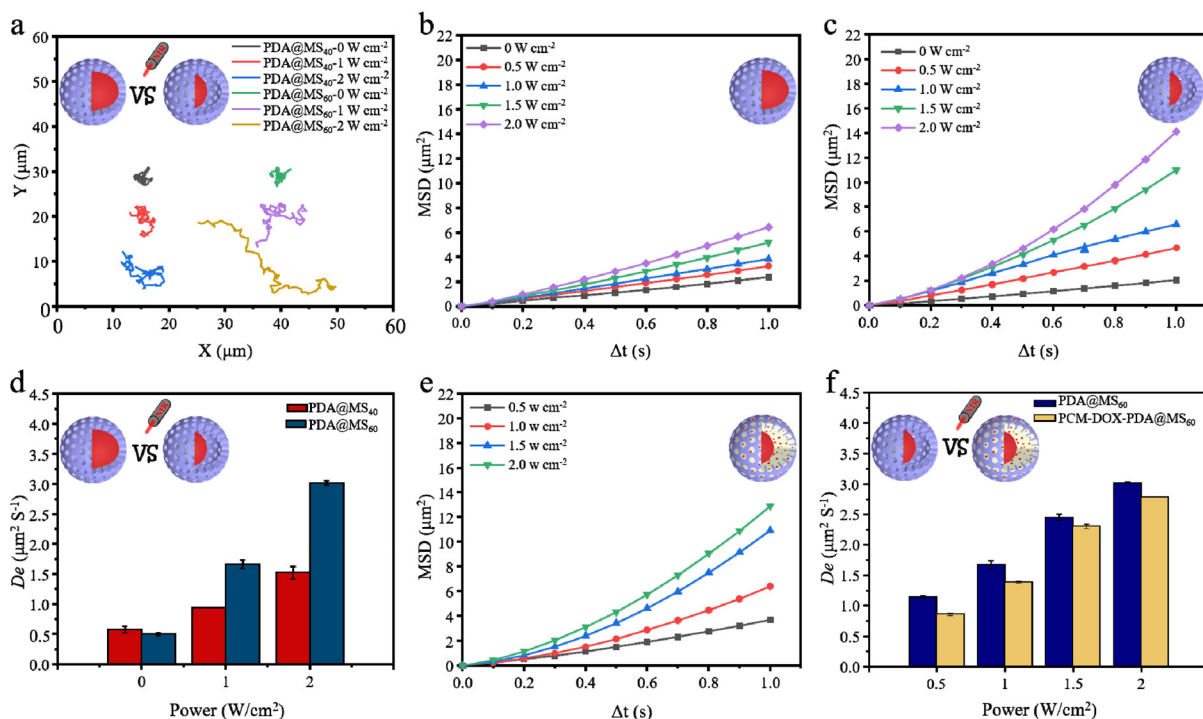 a
60
50
40
30
20
10
0
Y (μm)
0
10
20
30
40
50
60
X (μm)
NIR
VS
PDA@MS40-0 W cm-2
PDA@MS40-1 W cm-2
PDA@MS40-2 W cm-2
PDA@MS60-0 W cm-2
PDA@MS60-1 W cm-2
PDA@MS60-2 W cm-2
b
22
20
18
16
14
12
10
8
6
4
2
0
MSD (μm2)
0 W cm-2
0.5 W cm-2
1.0 W cm-2
1.5 W cm-2
2.0 W cm-2
0.0 0.2 0.4 0.6 0.8 1.0
Δt (s)
c
22
20
18
16
14
12
10
8
6
4
2
0
MSD (μm2)
0 W cm-2
0.5 W cm-2
1.0 W cm-2
1.5 W cm-2
2.0 W cm-2
0.0 0.2 0.4 0.6 0.8 1.0
Δt (s)
d
4.5
4.0
3.5
3.0
2.5
2.0
1.5
1.0
0.5
0.0
De (μm2 S-1)
NIR
VS
PDA@MS40
PDA@MS60
0 1 2
Power (W/cm2)
e
22
20
18
16
14
12
10
8
6
4
2
0
MSD (μm2)
0.5 w cm-2
1.0 w cm-2
1.5 w cm-2
2.0 w cm-2
0.0 0.2 0.4 0.6 0.8 1.0
Δt (s)
f
4.5
4.0
3.5
3.0
2.5
2.0
1.5
1.0
0.5
0.0
De (μm2 S-1)
NIR
VS
PDA@MS60
PCM-DOX-PDA@MS60
0.5 1 1.5 2
Power (W/cm2)